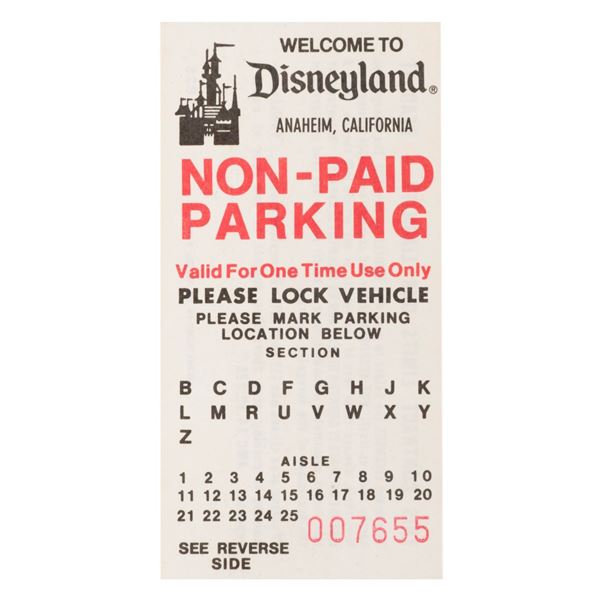 WELCOME TO
Disneyland®
ANAHEIM, CALIFORNIA
NON-PAID
PARKING
Valid For One Time Use Only
PLEASE LOCK VEHICLE
PLEASE MARK PARKING
LOCATION BELOW
SECTION
B C D F G H J K
L M R U V W X Y
Z
AISLE
1 2 3 4 5 6 7 8 9 10
11 12 13 14 15 16 17 18 19 20
21 22 23 24 25 007655
SEE REVERSE
SIDE